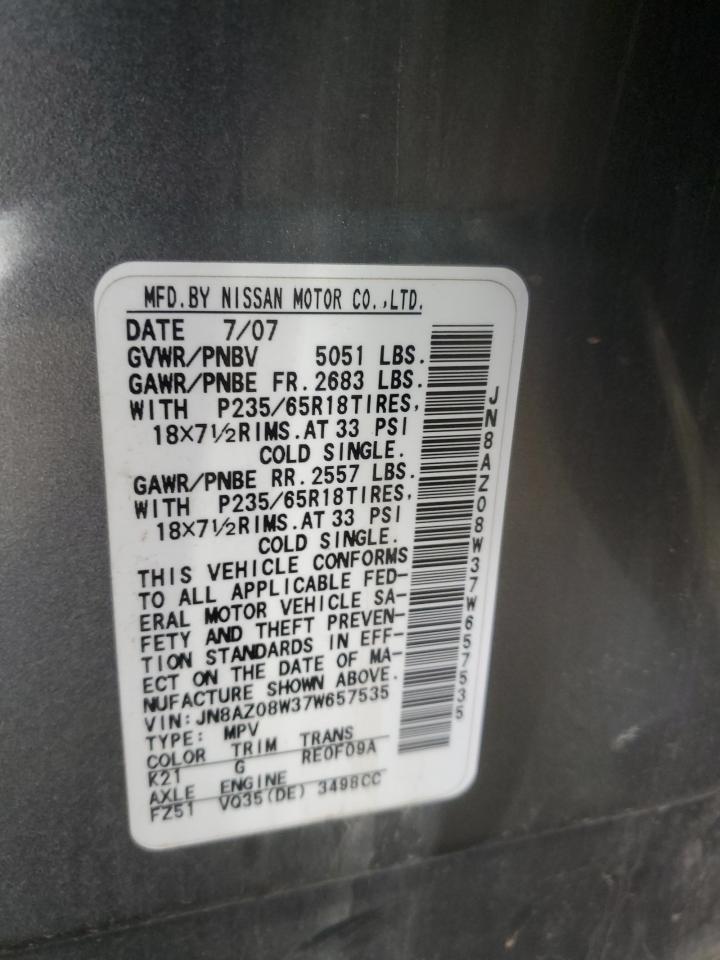 MFD.BY NISSAN MOTOR CO.,LTD.
DATE 7/07
GVWR/PNBV 5051 LBS.
GAWR/PNBE FR. 2683 LBS.
WITH P235/65R18TIRES,
18X7½RIMS.AT 33 PSI
COLD SINGLE.
GAWR/PNBE RR. 2557 LBS.
WITH P235/65R18TIRES,
18X7½RIMS.AT 33 PSI
COLD SINGLE.
THIS VEHICLE CONFORMS
TO ALL APPLICABLE FED-
ERAL MOTOR VEHICLE SA-
FETY AND THEFT PREVEN-
TION STANDARDS IN EFF-
ECT ON THE DATE OF MA-
NUFACTURE SHOWN ABOVE.
VIN:JN8AZ08W37W657535
TYPE: MPV
COLOR TRIM TRANS
K21 G RE0F09A
AXLE ENGINE
FZ51 VQ35(DE) 3498CC
JN8AZ08W37W657535